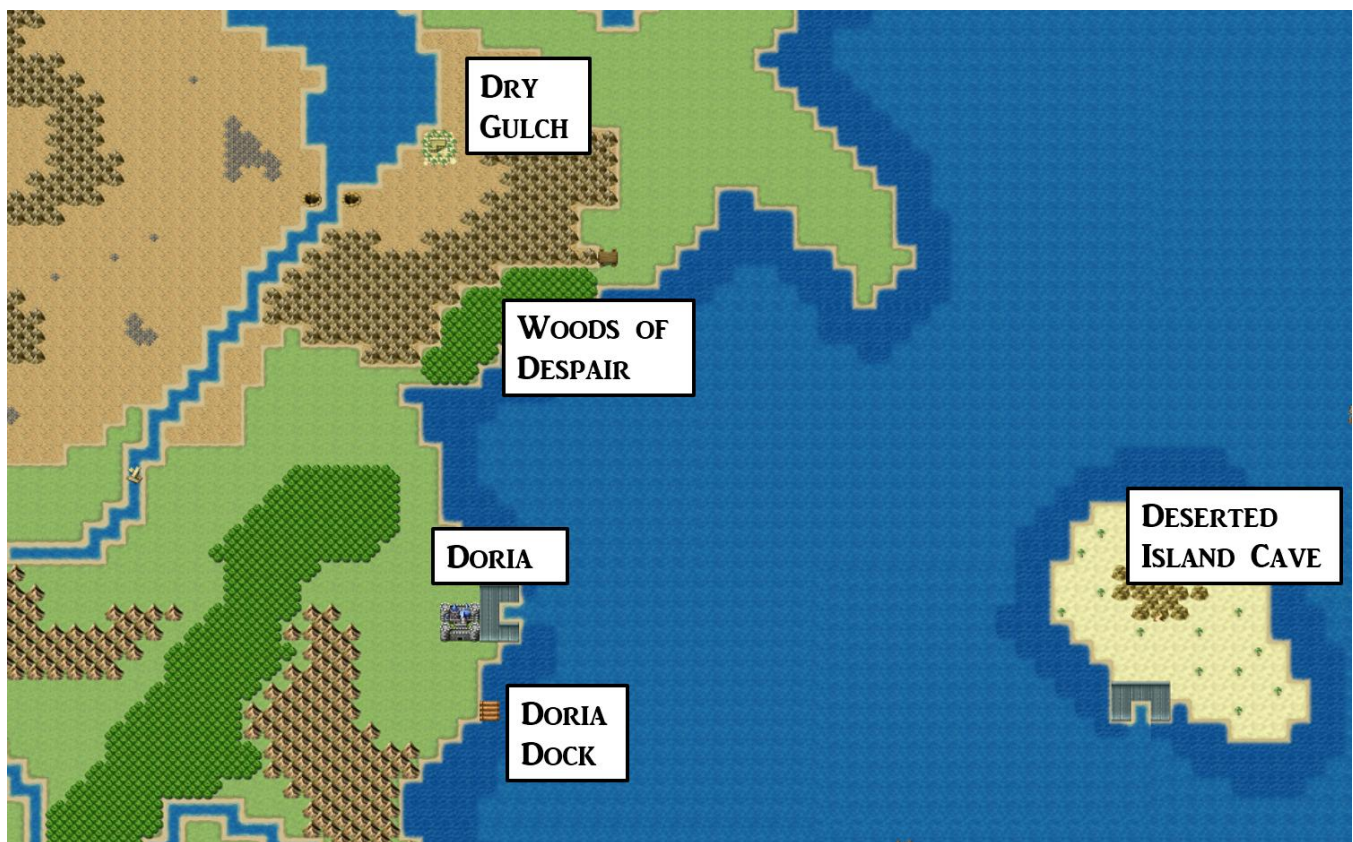 Dry
Gulch
Woods of
Despair
Doria
Deserted
Island Cave
Doria
Dock